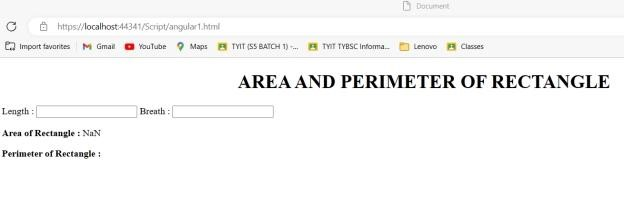 Document
https://localhost:44341/Script/angular1.html
Import favorites Gmail YouTube Maps TYIT (S5 BATCH 1) -... TYIT TYBSC Informa... Lenovo Classes
AREA AND PERIMETER OF RECTANGLE
Length : Breath :
Area of Rectangle : NaN
Perimeter of Rectangle :